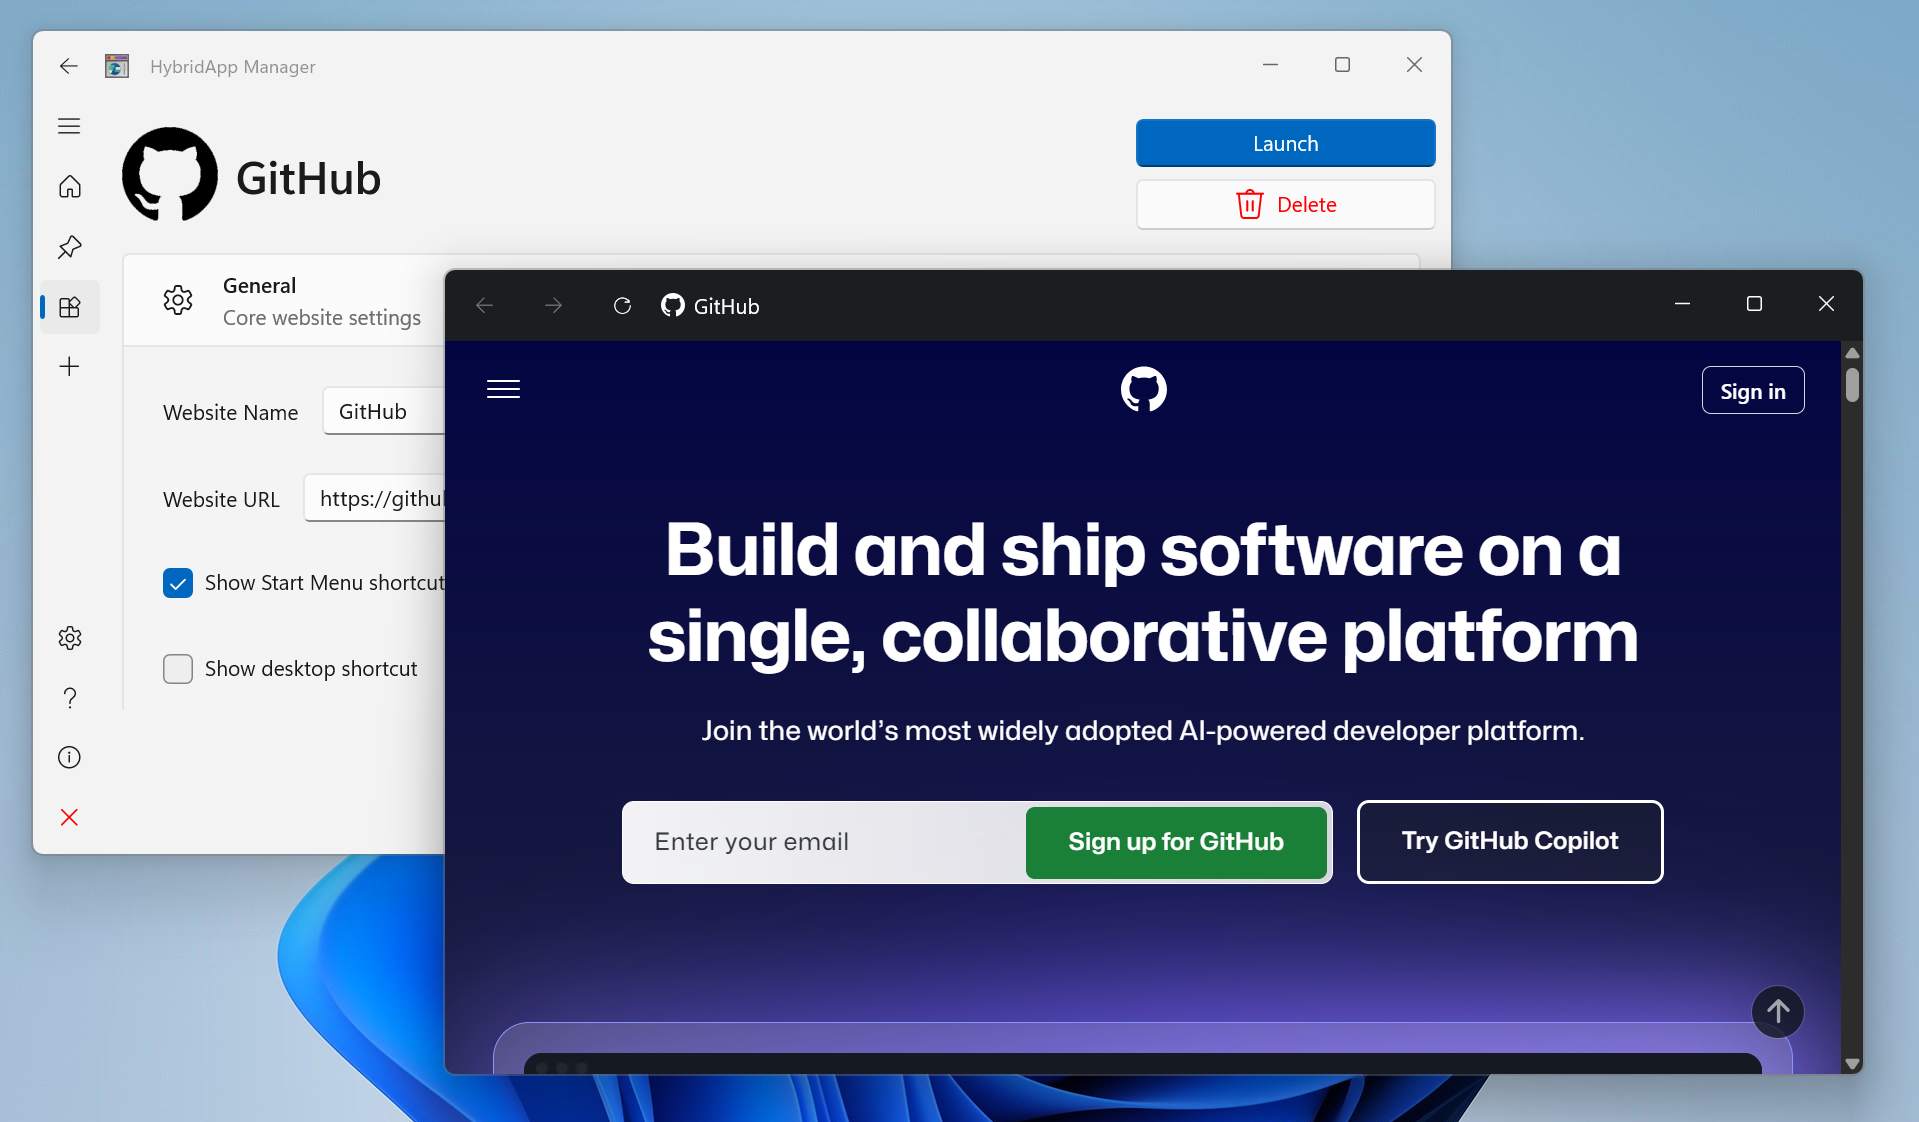 HybridApp Manager
GitHub
Launch
Delete
General
Core website settings
Website Name
GitHub
Website URL
https://githu
Show Start Menu shortcut
Show desktop shortcut
GitHub
Sign in
Build and ship software on a
single, collaborative platform
Join the world’s most widely adopted AI-powered developer platform.
Enter your email
Sign up for GitHub
Try GitHub Copilot